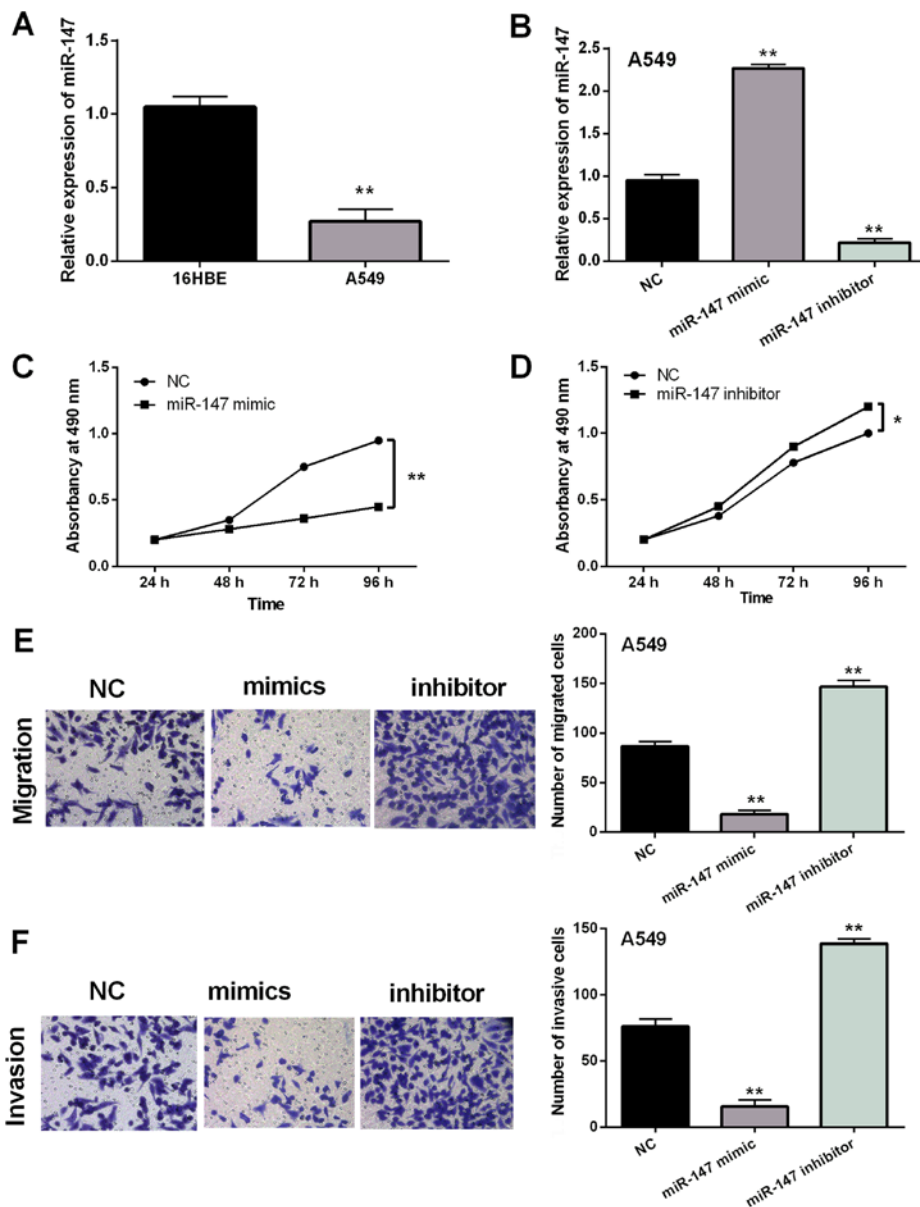 A
Relative expression of miR-147
1.5
1.0
0.5
0.0
**
16HBE
A549
B
Relative expression of miR-147
A549
2.5
2.0
1.5
1.0
0.5
0.0
**
**
NC
miR-147 mimic
miR-147 inhibitor
C
Absorbancy at 490 nm
1.5
1.0
0.5
0.0
NC
miR-147 mimic
**
24 h
48 h
72 h
96 h
Time
D
Absorbancy at 490 nm
1.5
1.0
0.5
0.0
NC
miR-147 inhibitor
*
24 h
48 h
72 h
96 h
Time
E
NC
mimics
inhibitor
Migration
Number of migrated cells
A549
200
150
100
50
0
**
**
NC
miR-147 mimic
miR-147 inhibitor
F
NC
mimics
inhibitor
Invasion
Number of invasive cells
A549
150
100
50
0
**
**
NC
miR-147 mimic
miR-147 inhibitor